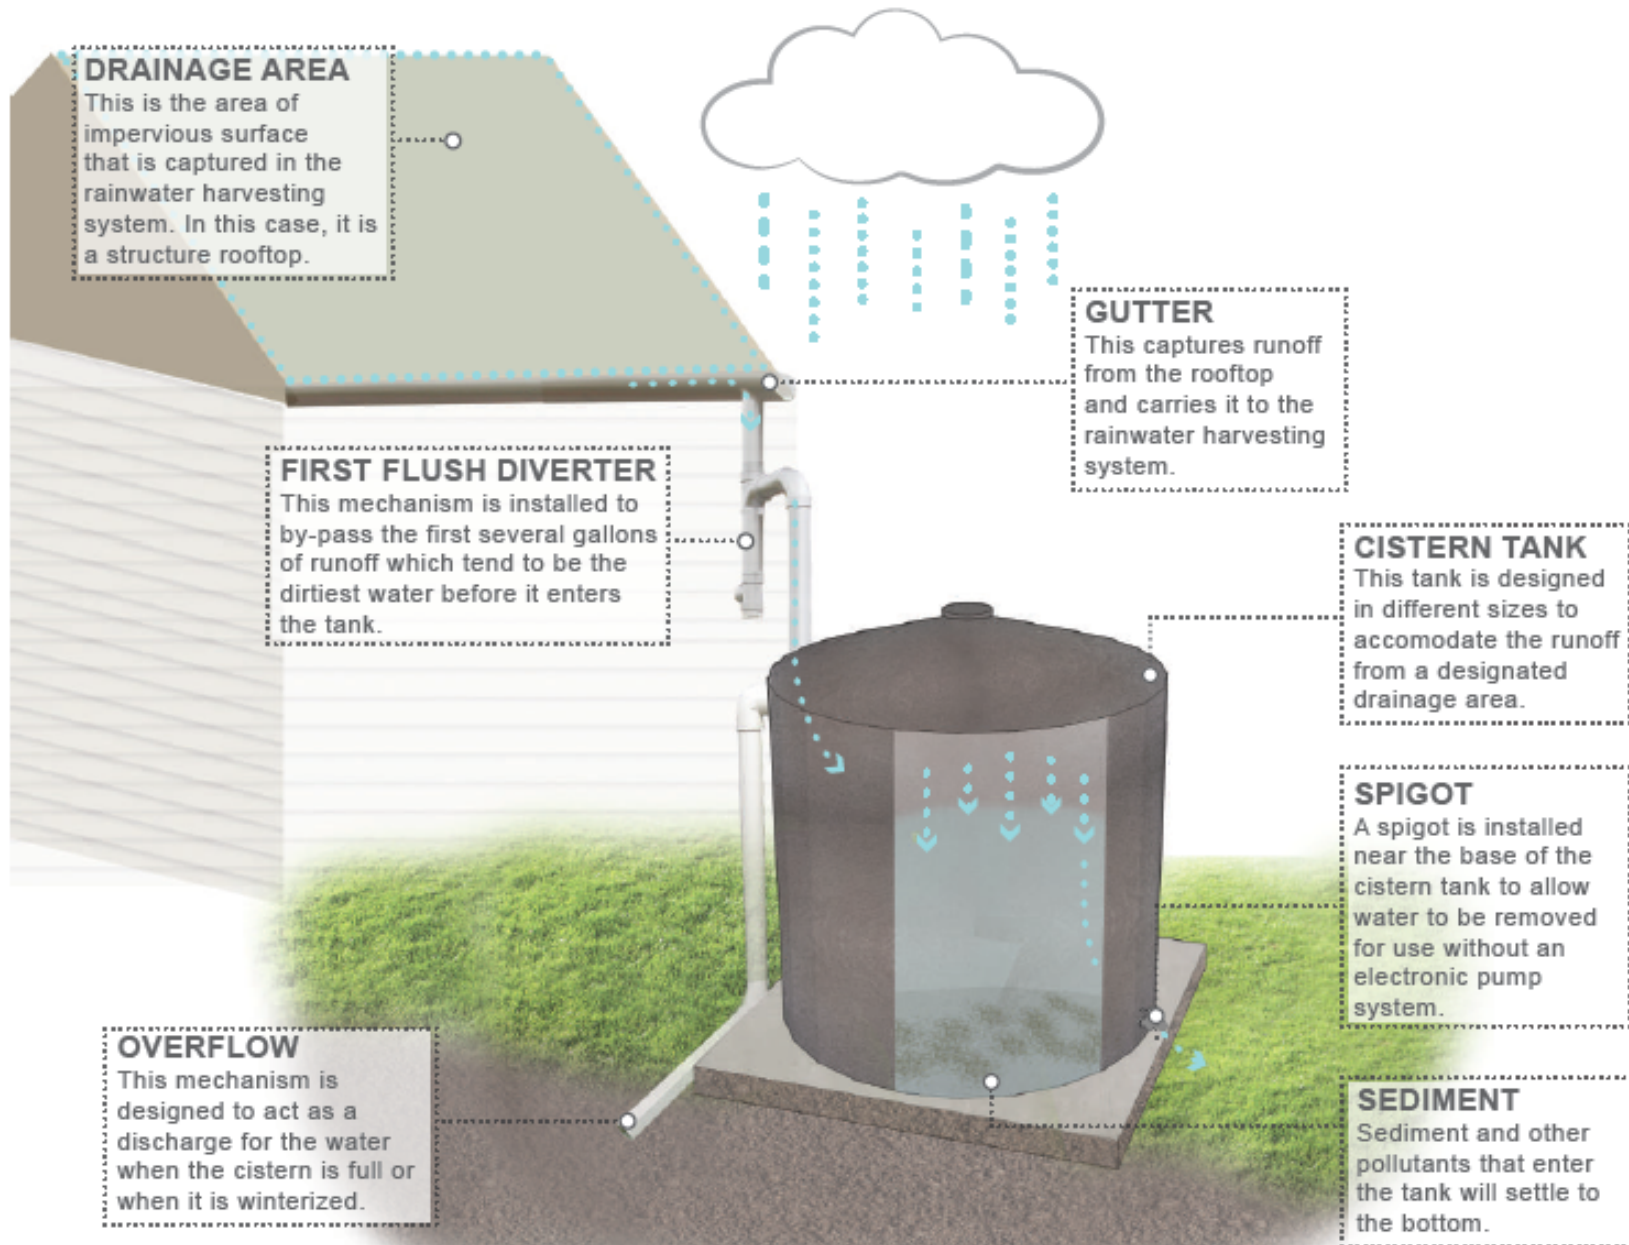 DRAINAGE AREA
This is the area of
impervious surface
that is captured in the
rainwater harvesting
system. In this case, it is
a structure rooftop.
GUTTER
This captures runoff
from the rooftop
and carries it to the
rainwater harvesting
system.
FIRST FLUSH DIVERTER
This mechanism is installed to
by-pass the first several gallons
of runoff which tend to be the
dirtiest water before it enters
the tank.
CISTERN TANK
This tank is designed
in different sizes to
accomodate the runoff
from a designated
drainage area.
SPIGOT
A spigot is installed
near the base of the
cistern tank to allow
water to be removed
for use without an
electronic pump
system.
OVERFLOW
This mechanism is
designed to act as a
discharge for the water
when the cistern is full or
when it is winterized.
SEDIMENT
Sediment and other
pollutants that enter
the tank will settle to
the bottom.